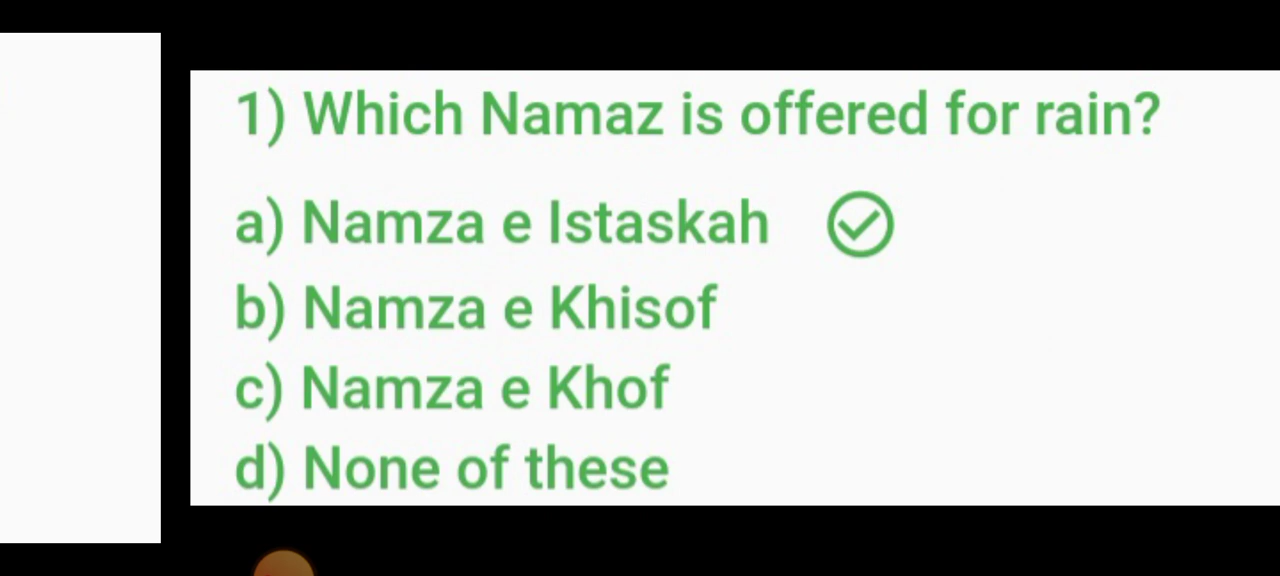 1) Which Namaz is offered for rain?
a) Namza e Istaskah
b) Namza e Khisof
c) Namza e Khof
d) None of these